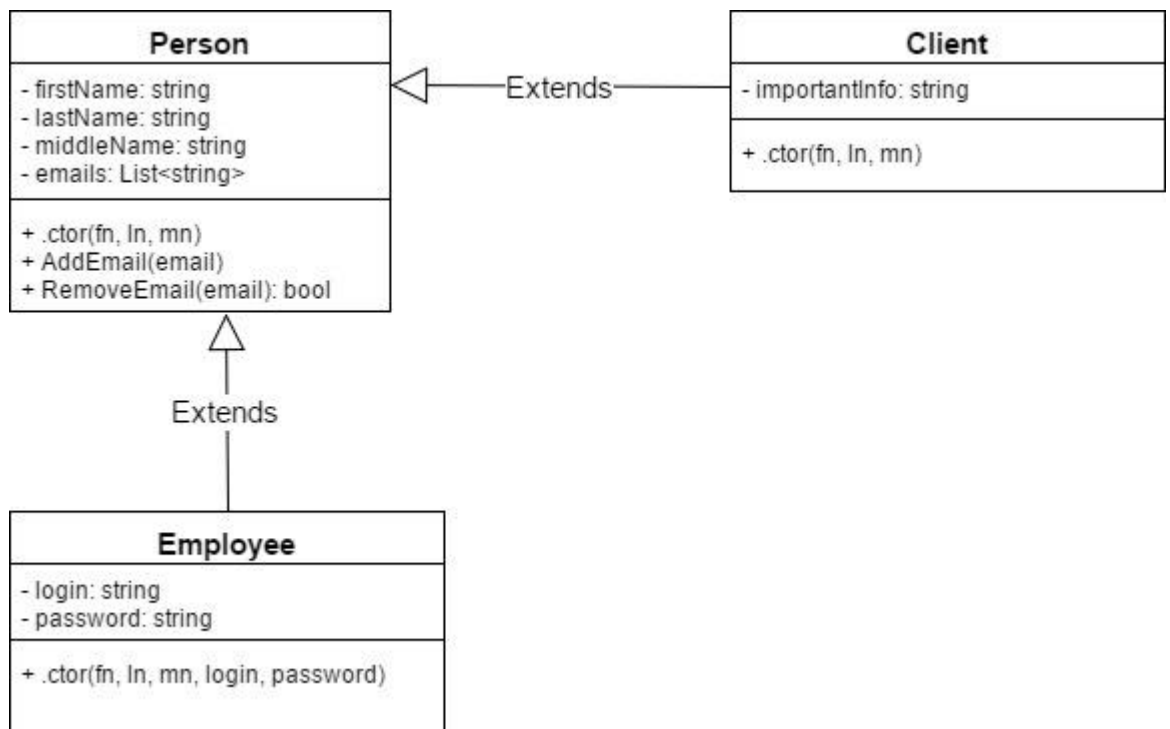 Person
- firstName: string
- lastName: string
- middleName: string
- emails: List<string>
+ .ctor(fn, ln, mn)
+ AddEmail(email)
+ RemoveEmail(email): bool
Extends
Client
- importantInfo: string
+ .ctor(fn, ln, mn)
Extends
Employee
- login: string
- password: string
+ .ctor(fn, ln, mn, login, password)